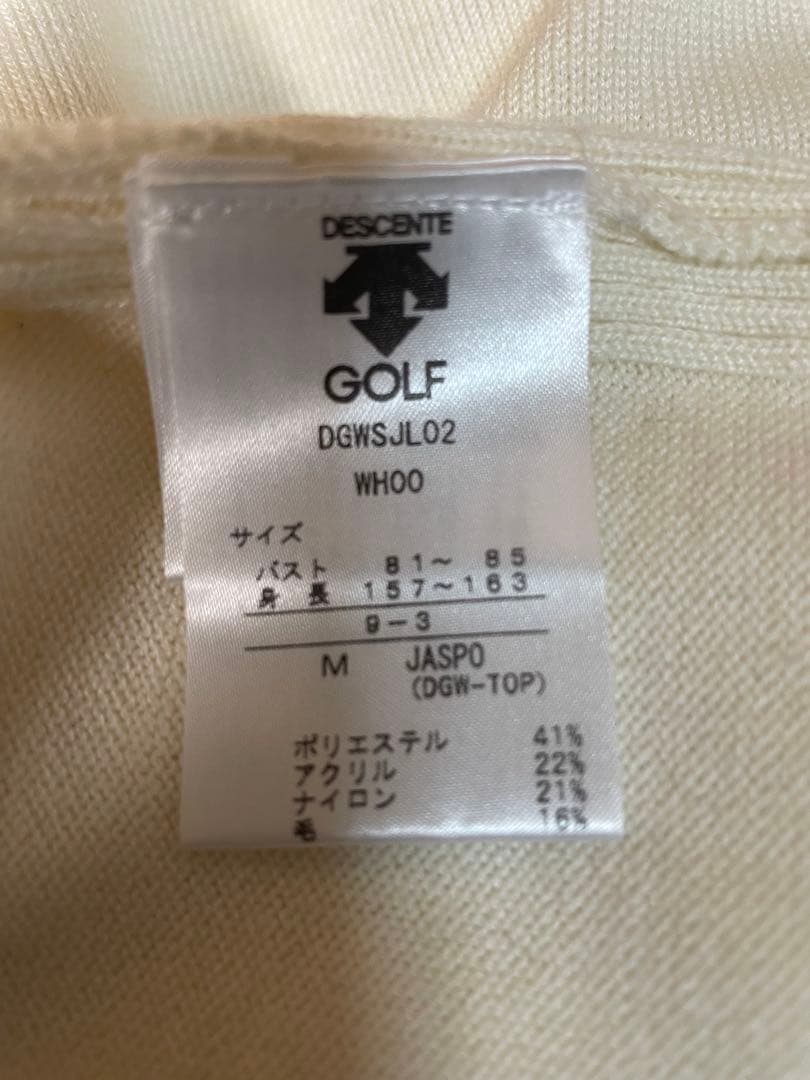 DESCENTE
GOLF
DGWSJL02
WH00
サイズ
バスト 81～ 85
身 長 157～163
9-3
M JASPO
(DGW-TOP)
ポリエステル 41%
アクリル 22%
ナイロン 21%
毛 16%